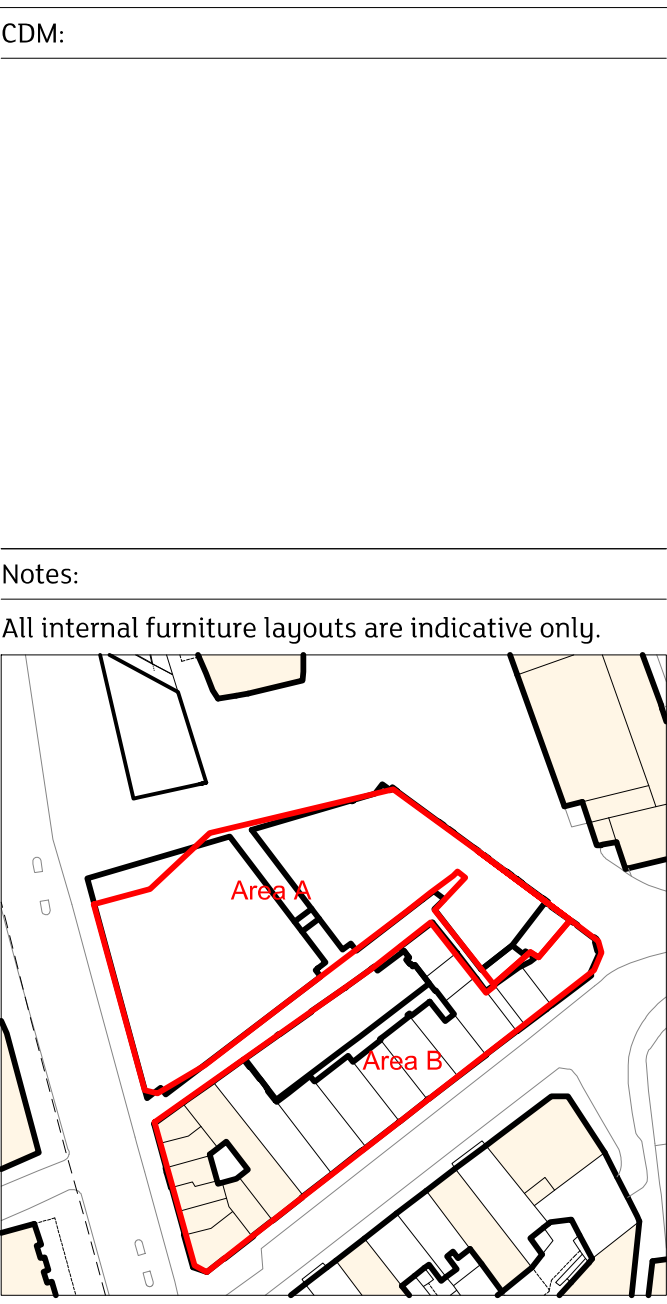 CDM:
Notes:
All internal furniture layouts are indicative only.
Area A
Area B